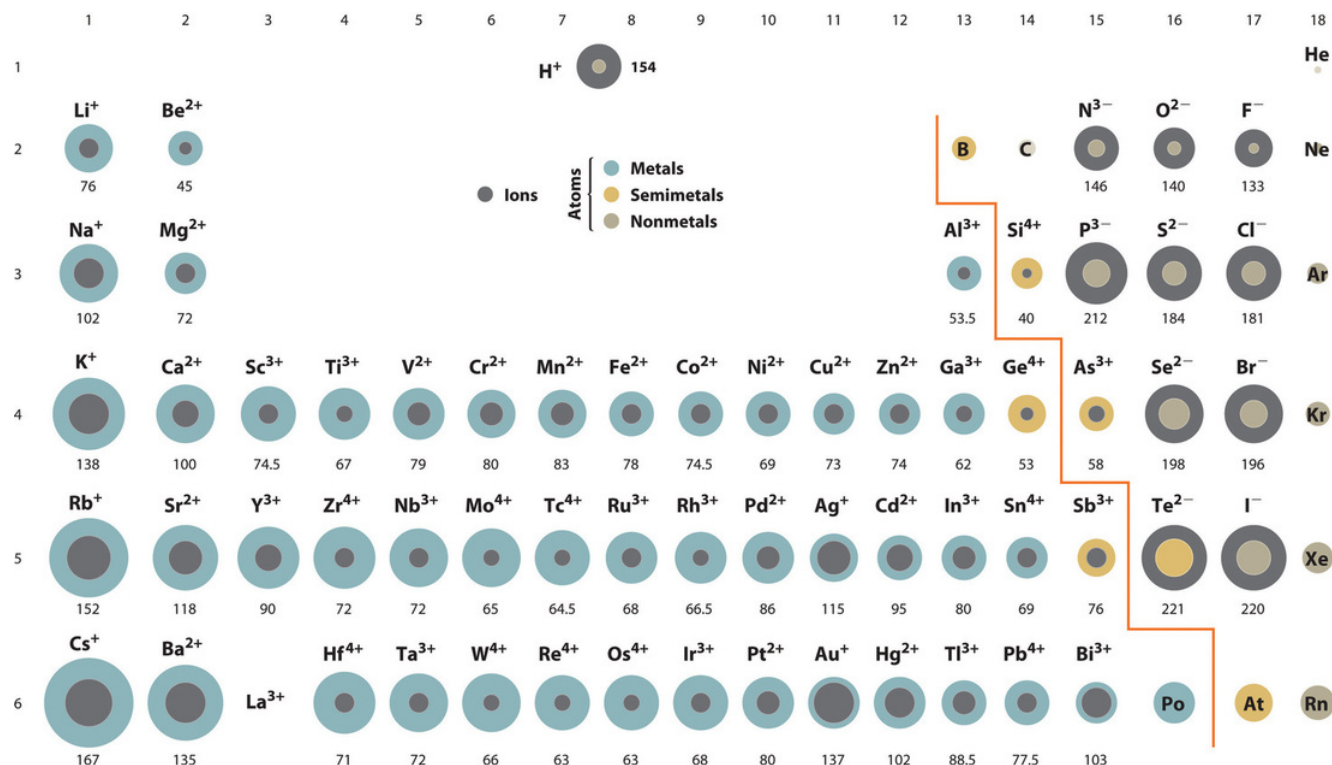 1 2 3 4 5 6 7 8 9 10 11 12 13 14 15 16 17 18
1 H⁺ 154 He
Li⁺ Be²⁺ N³⁻ O²⁻ F⁻
2 B C Ne
76 45 146 140 133
Ions
Atoms
Metals
Semimetals
Nonmetals
Na⁺ Mg²⁺ Al³⁺ Si⁴⁺ P³⁻ S²⁻ Cl⁻
3 Ar
102 72 53.5 40 212 184 181
K⁺ Ca²⁺ Sc³⁺ Ti³⁺ V²⁺ Cr²⁺ Mn²⁺ Fe²⁺ Co²⁺ Ni²⁺ Cu²⁺ Zn²⁺ Ga³⁺ Ge⁴⁺ As³⁺ Se²⁻ Br⁻
4 Kr
138 100 74.5 67 79 80 83 78 74.5 69 73 74 62 53 58 198 196
Rb⁺ Sr²⁺ Y³⁺ Zr⁴⁺ Nb³⁺ Mo⁴⁺ Tc⁴⁺ Ru³⁺ Rh³⁺ Pd²⁺ Ag⁺ Cd²⁺ In³⁺ Sn⁴⁺ Sb³⁺ Te²⁻ I⁻
5 Xe
152 118 90 72 72 65 64.5 68 66.5 86 115 95 80 69 76 221 220
Cs⁺ Ba²⁺ Hf⁴⁺ Ta³⁺ W⁴⁺ Re⁴⁺ Os⁴⁺ Ir³⁺ Pt²⁺ Au⁺ Hg²⁺ Tl³⁺ Pb⁴⁺ Bi³⁺
6 La³⁺ Po At Rn
167 135 71 72 66 63 63 68 80 137 102 88.5 77.5 103